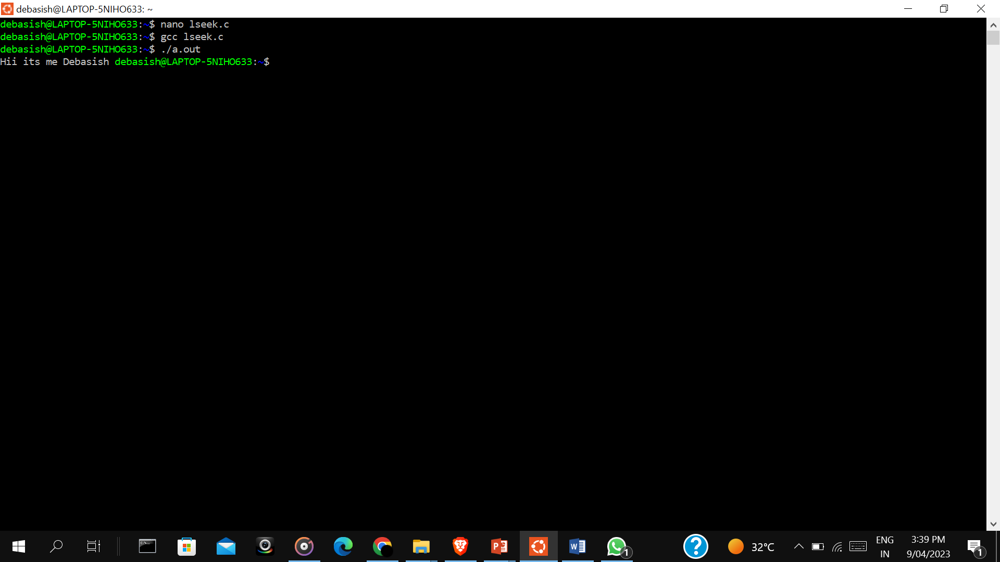 debasish@LAPTOP-5NIHO633: ~
debasish@LAPTOP-5NIHO633:~$ nano lseek.c
debasish@LAPTOP-5NIHO633:~$ gcc lseek.c
debasish@LAPTOP-5NIHO633:~$ ./a.out
Hii its me Debasish debasish@LAPTOP-5NIHO633:~$
32°C
ENG
IN
3:39 PM
9/04/2023
1
1